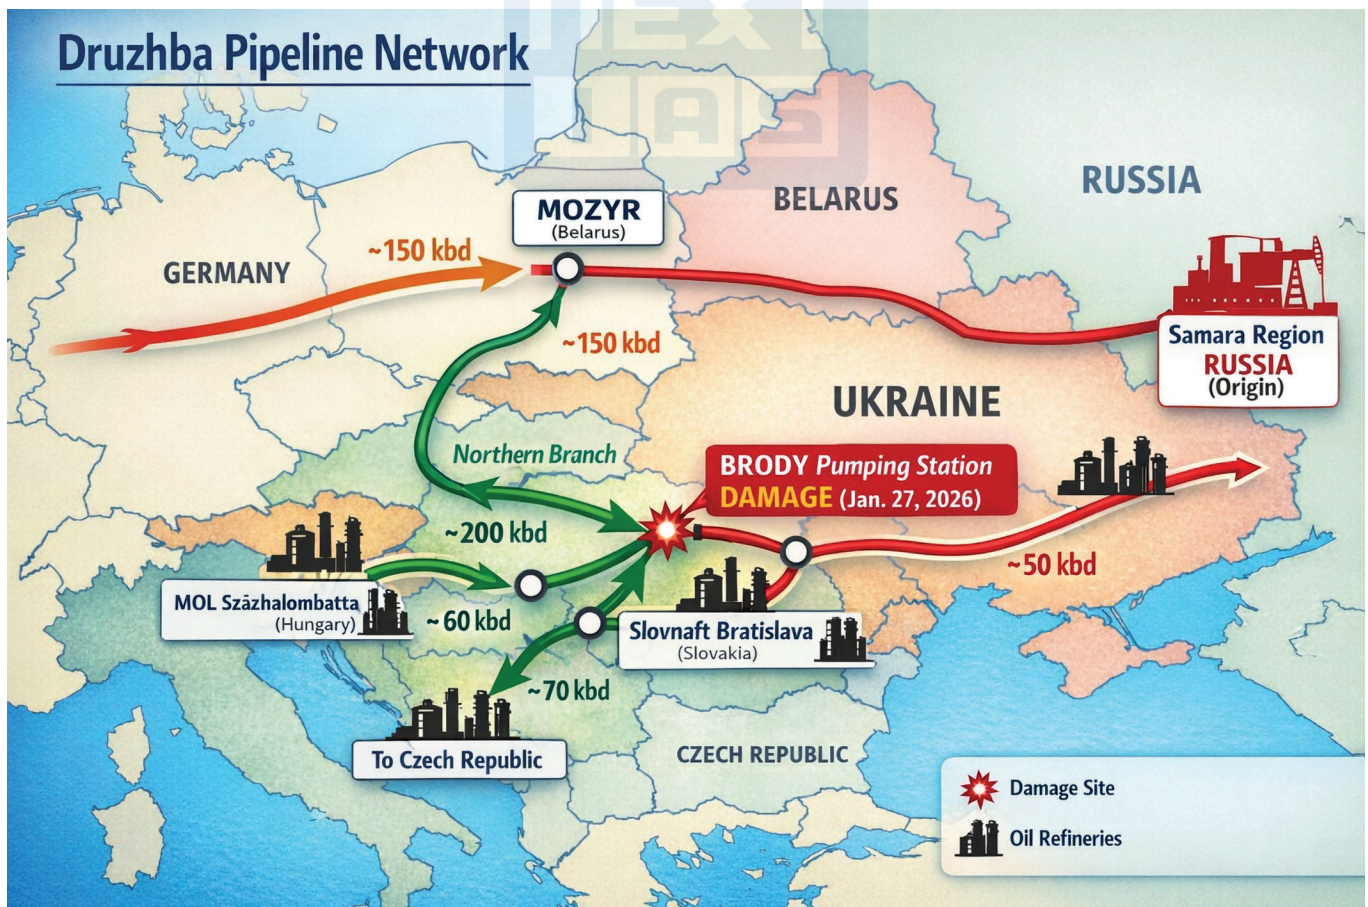 NEXT
IAS
Druzhba Pipeline Network
RUSSIA
BELARUS
MOZYR
(Belarus)
~150 kbd
GERMANY
~150 kbd
Samara Region
RUSSIA
(Origin)
UKRAINE
Northern Branch
BRODY Pumping Station
DAMAGE (Jan. 27, 2026)
~200 kbd
~50 kbd
MOL Százhalombatta
(Hungary)
~ 60 kbd
Slovnaft Bratislava
(Slovakia)
~70 kbd
To Czech Republic
CZECH REPUBLIC
Damage Site
Oil Refineries